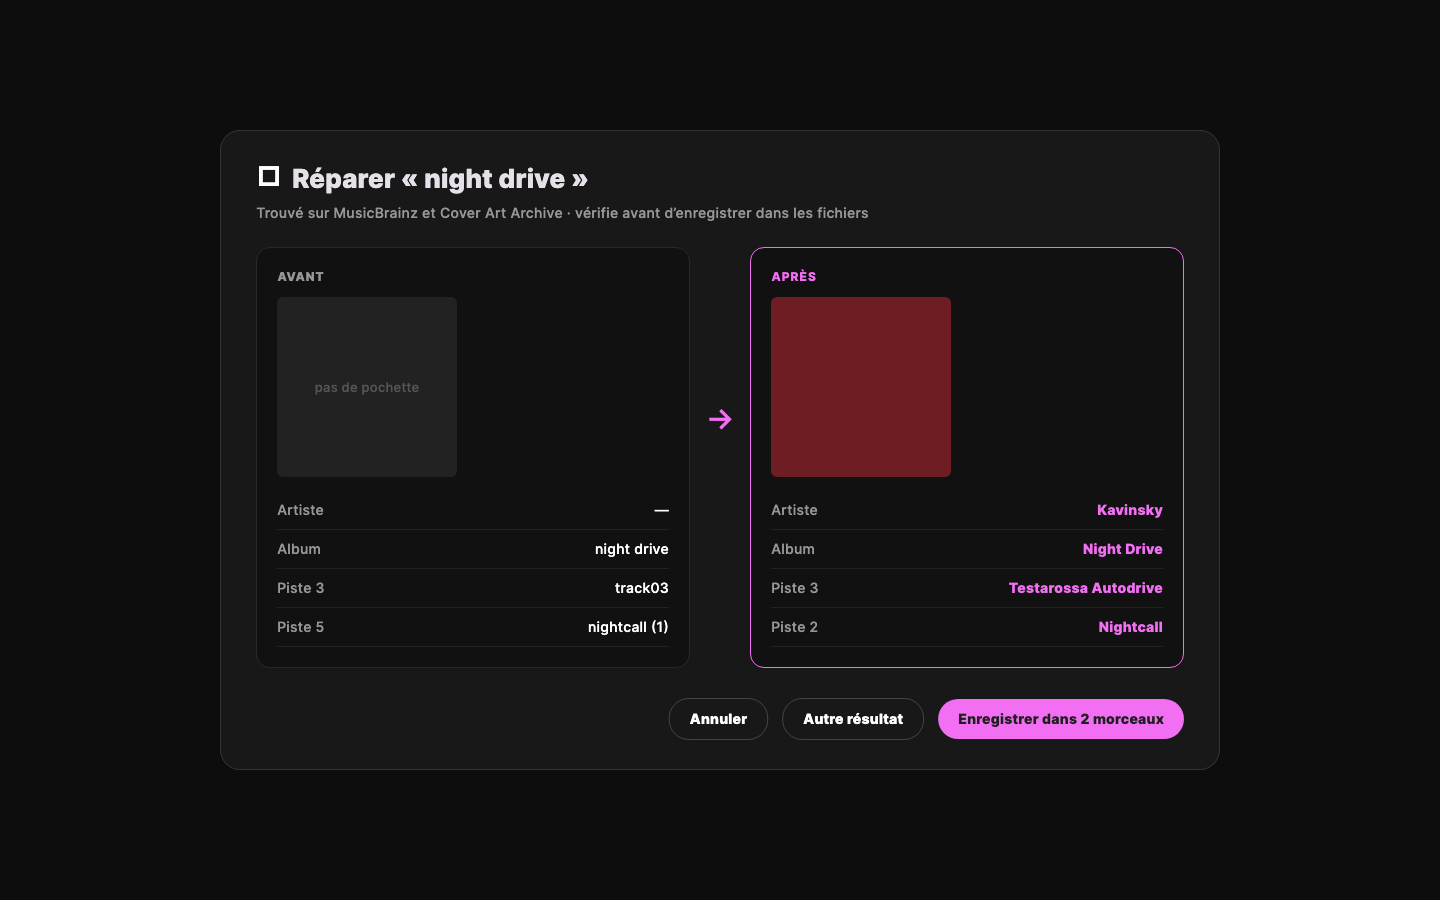 Réparer « night drive »
Trouvé sur MusicBrainz et Cover Art Archive · vérifie avant d’enregistrer dans les fichiers
AVANT
pas de pochette
Artiste —
Album night drive
Piste 3 track03
Piste 5 nightcall (1)
→
APRÈS
Artiste Kavinsky
Album Night Drive
Piste 3 Testarossa Autodrive
Piste 2 Nightcall
Annuler
Autre résultat
Enregistrer dans 2 morceaux